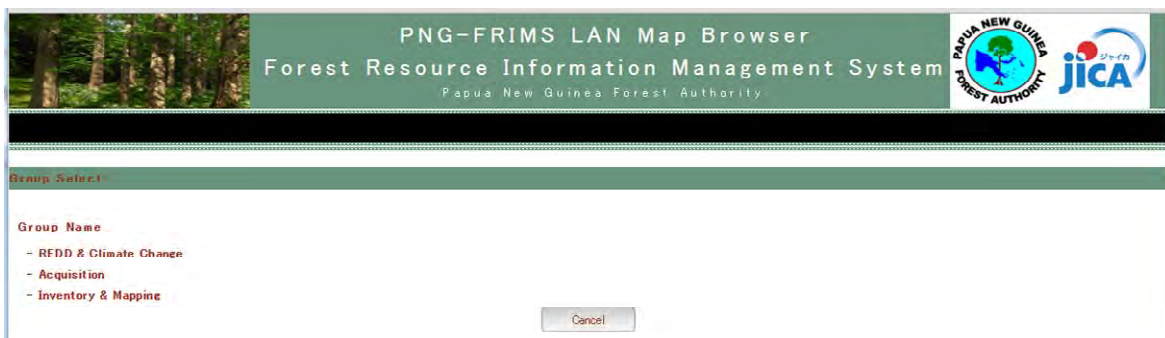 PNG-FRIMS LAN Map Browser
Forest Resource Information Management System
Papua New Guinea Forest Authority
PAPUA NEW GUINEA
FOREST AUTHORITY
ジャイカ
jICA
Group Select
Group Name
- REDD & Climate Change
- Acquisition
- Inventory & Mapping
Cancel